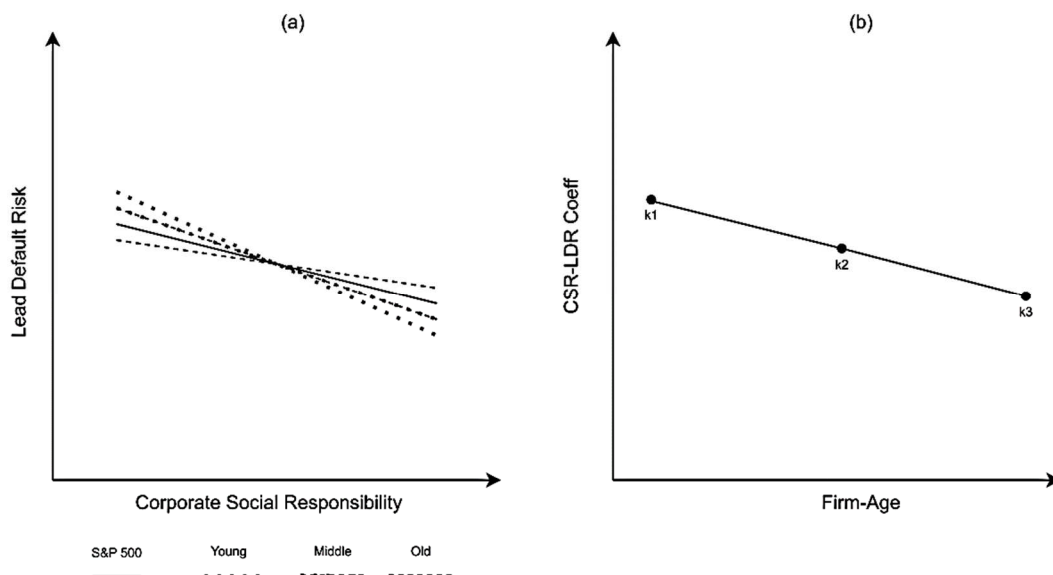 (a)
Lead Default Risk
Corporate Social Responsibility
S&P 500 Young Middle Old
(b)
CSR-LDR Coeff
k1
k2
k3
Firm-Age